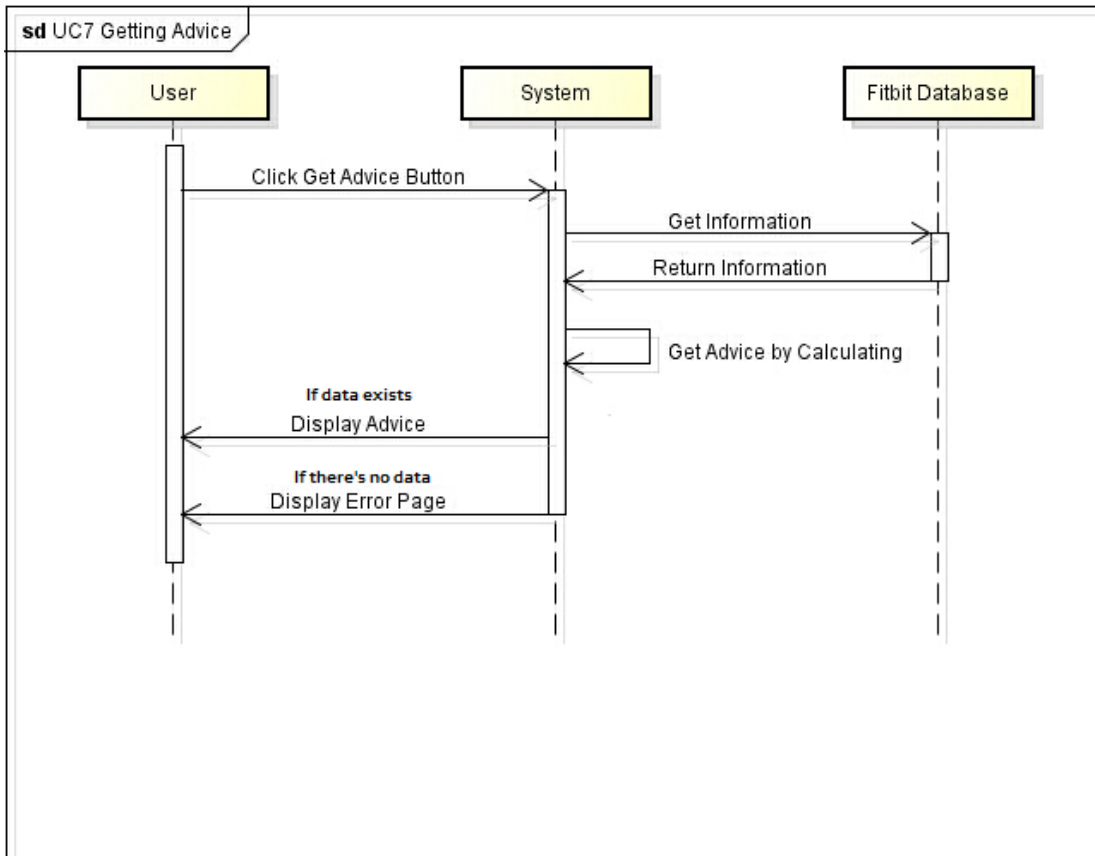 sd UC7 Getting Advice
User
System
Fitbit Database
Click Get Advice Button
Get Information
Return Information
Get Advice by Calculating
If data exists
Display Advice
If there's no data
Display Error Page